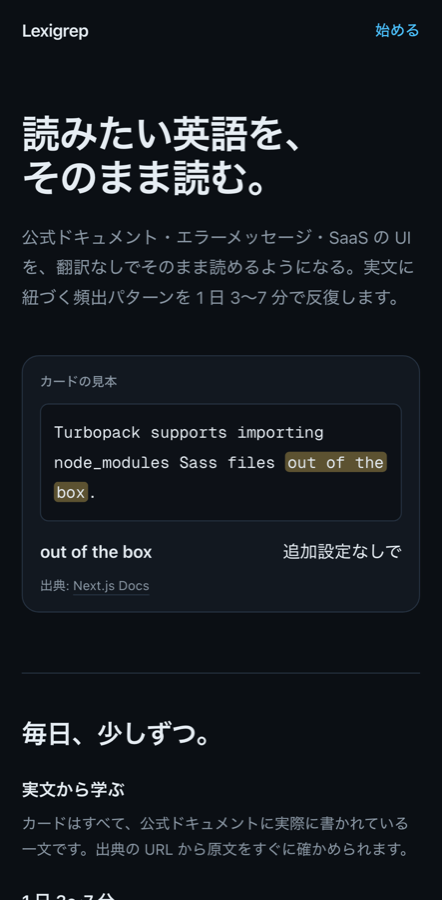 Lexigrep
始める
読みたい英語を、
そのまま読む。
公式ドキュメント・エラーメッセージ・SaaS の UI
を、翻訳なしでそのまま読めるようになる。実文に
紐づく頻出パターンを 1 日 3〜7 分で反復します。
カードの見本
Turbopack supports importing
node_modules Sass files out of the
box.
out of the box
追加設定なしで
出典: Next.js Docs
毎日、少しずつ。
実文から学ぶ
カードはすべて、公式ドキュメントに実際に書かれている
一文です。出典の URL から原文をすぐに確かめられます。
1 日 3〜7 分